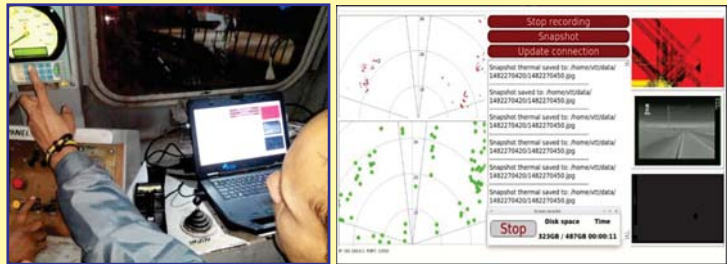 PANEL
Stop recording
Snapshot
Update connection
Snapshot thermal saved to: /home/vtt/data/
1482270420/1482270450.jpg
Snapshot saved to: /home/vtt/data/
1482270420/1482270450.jpg
Snapshot thermal saved to: /home/vtt/data/
1482270420/1482270450.jpg
Snapshot thermal saved to: /home/vtt/data/
1482270420/1482270450.jpg
Snapshot thermal saved to: /home/vtt/data/
1482270420/1482270450.jpg
Snapshot thermal saved to: /home/vtt/data/
1482270420/1482270450.jpg
Stop
Disk space Time
323GB / 487GB 00:00:11